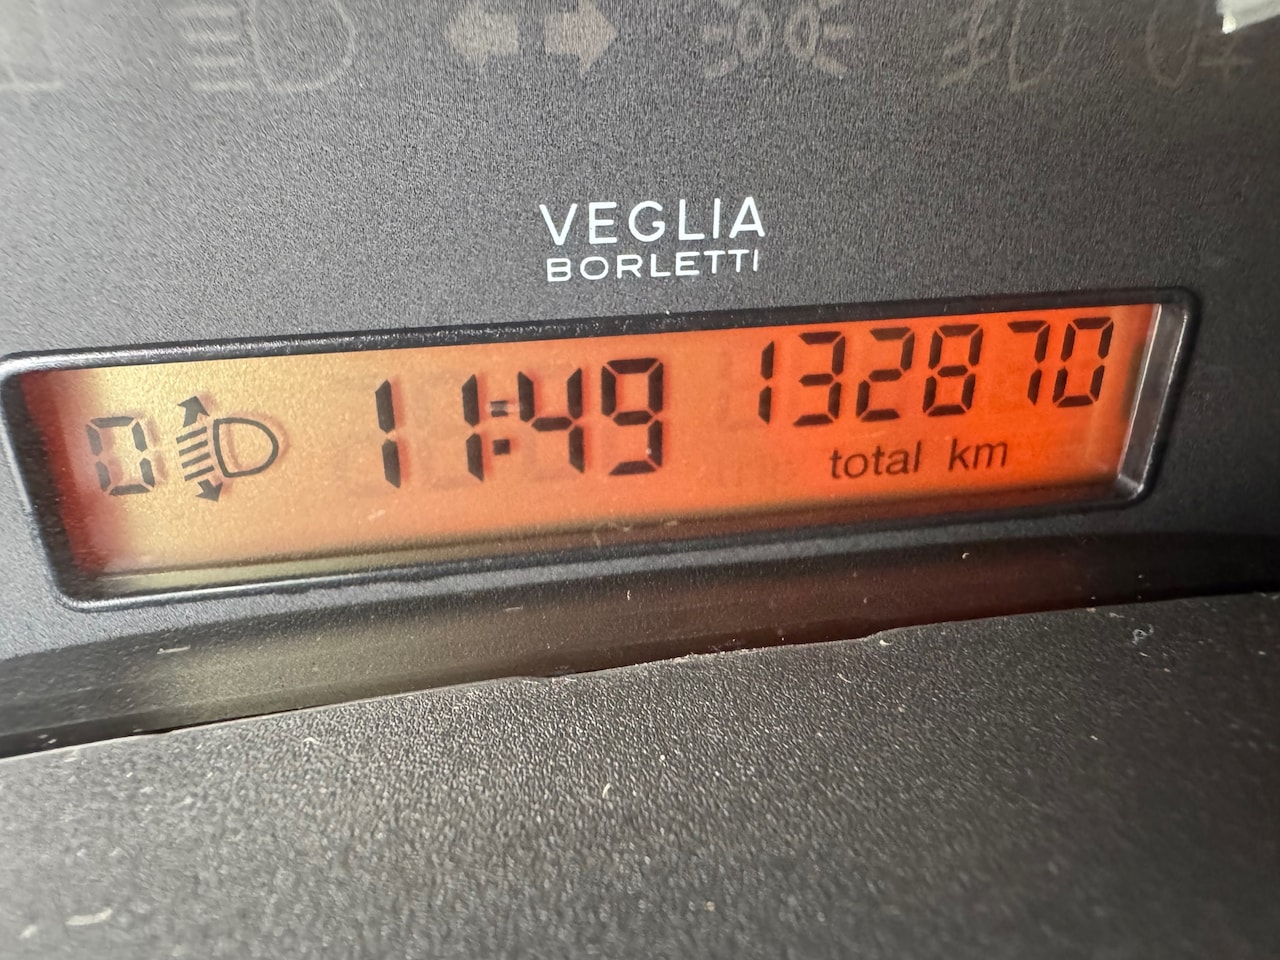 VEGLIA
BORLETTI
0 11:49 132870
total km